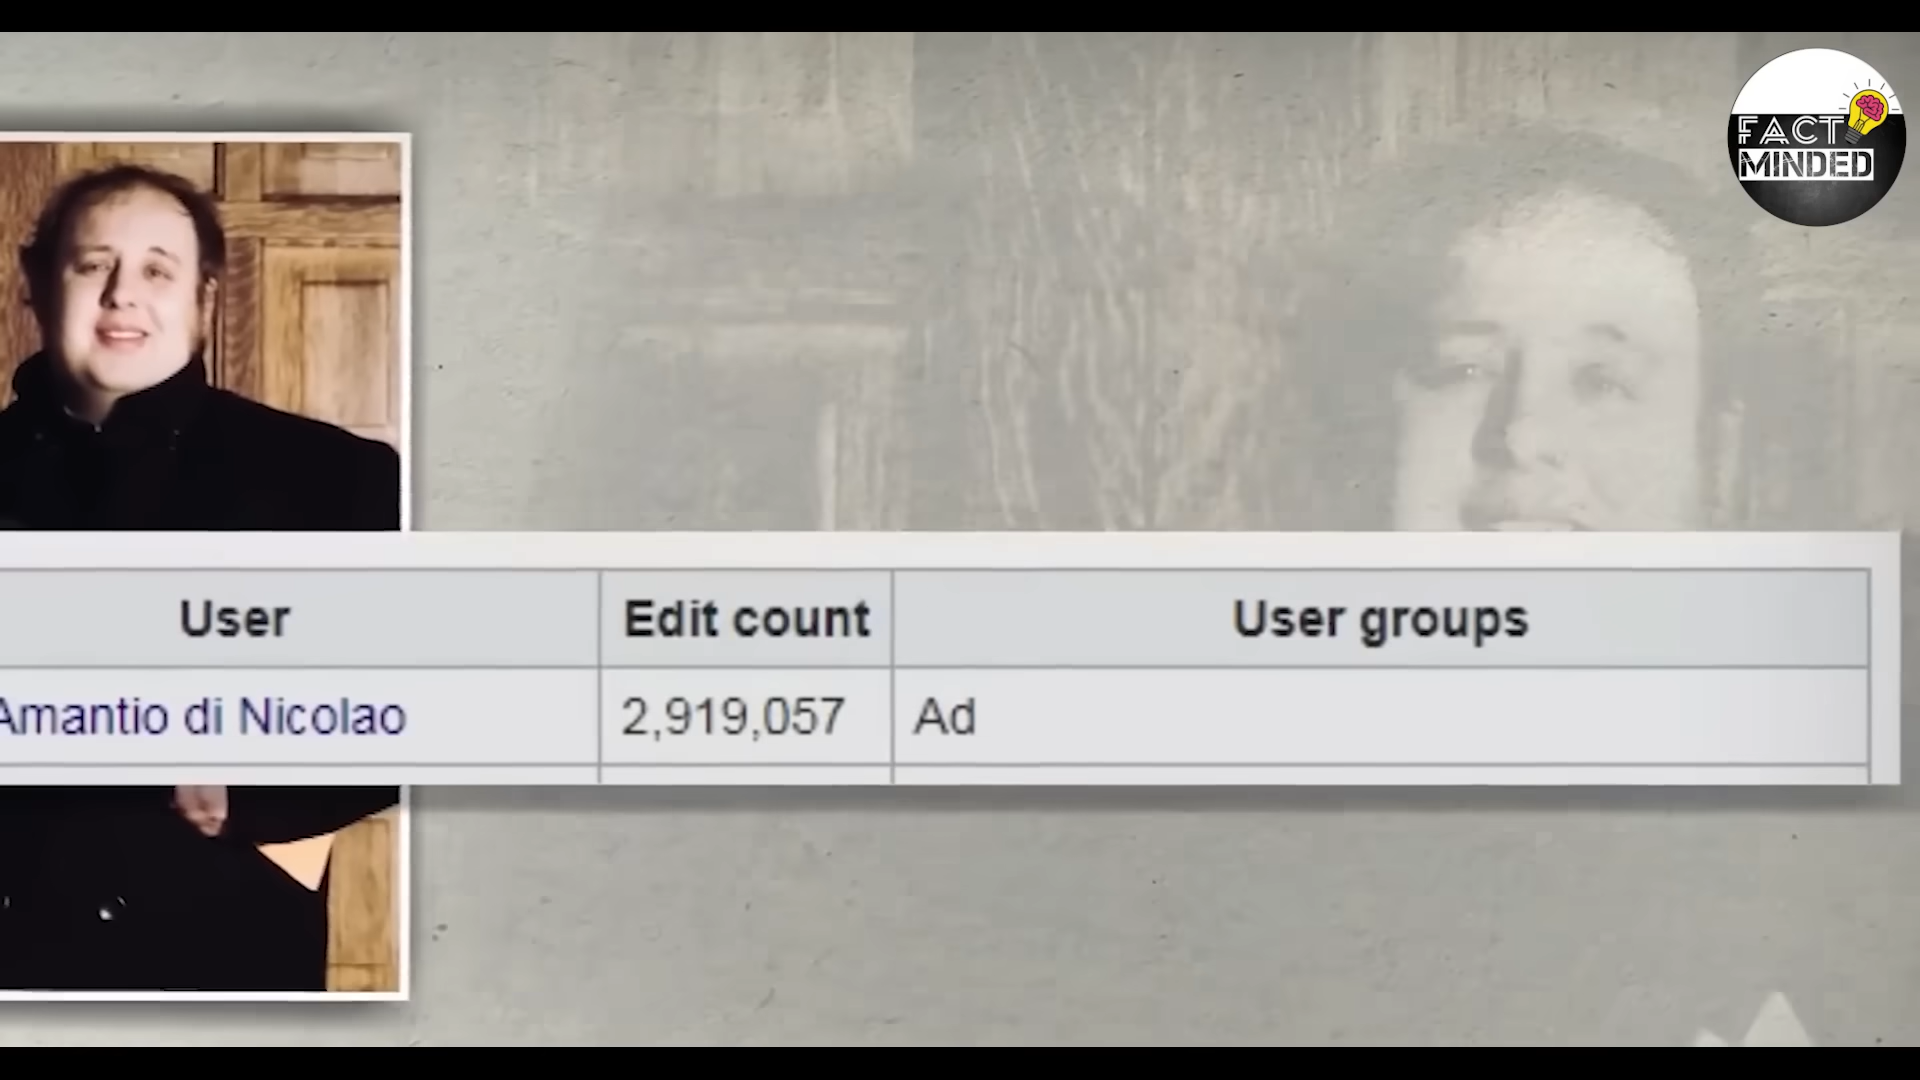 FACT
MINDED
User Edit count User groups
Amantio di Nicolao 2,919,057 Ad